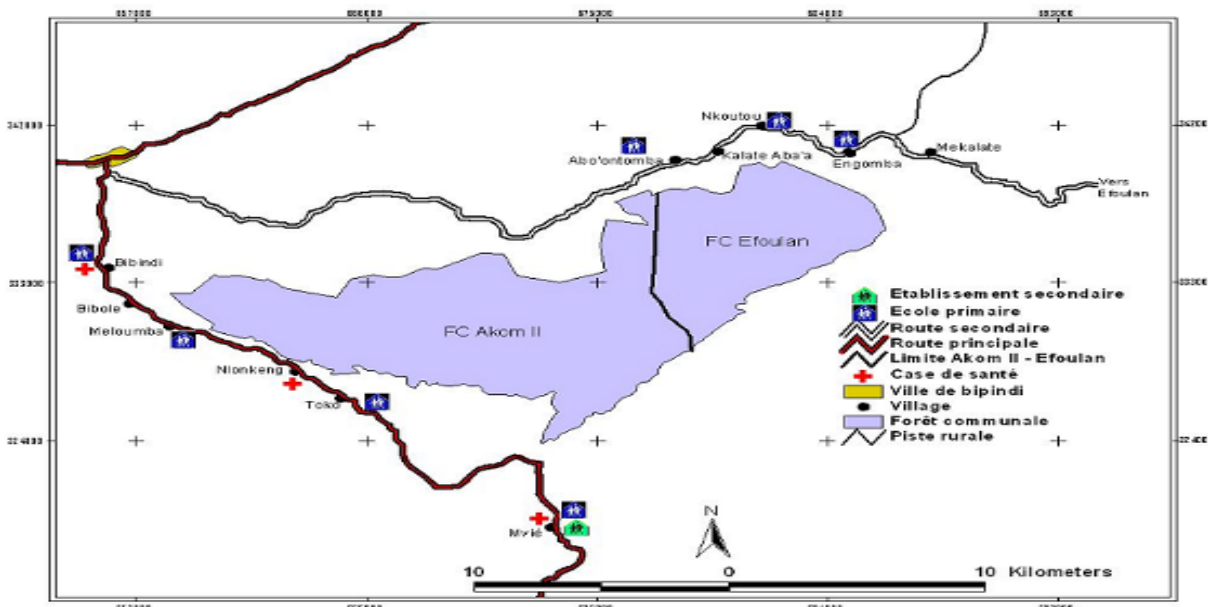 Nkoutou
Abo'ontomba
Kalate Aba'a
Engomba
Mekalate
Vers
Efoulan
FC Efoulan
Bibindi
Bibole
Meloumba
FC Akom II
Nlonkeng
Toko
Mvié
Etablissement secondaire
Ecole primaire
Route secondaire
Route principale
Limite Akom II - Efoulan
Case de santé
Ville de bipindi
Village
Forêt communale
Piste rurale
N
10 0 10 Kilometers